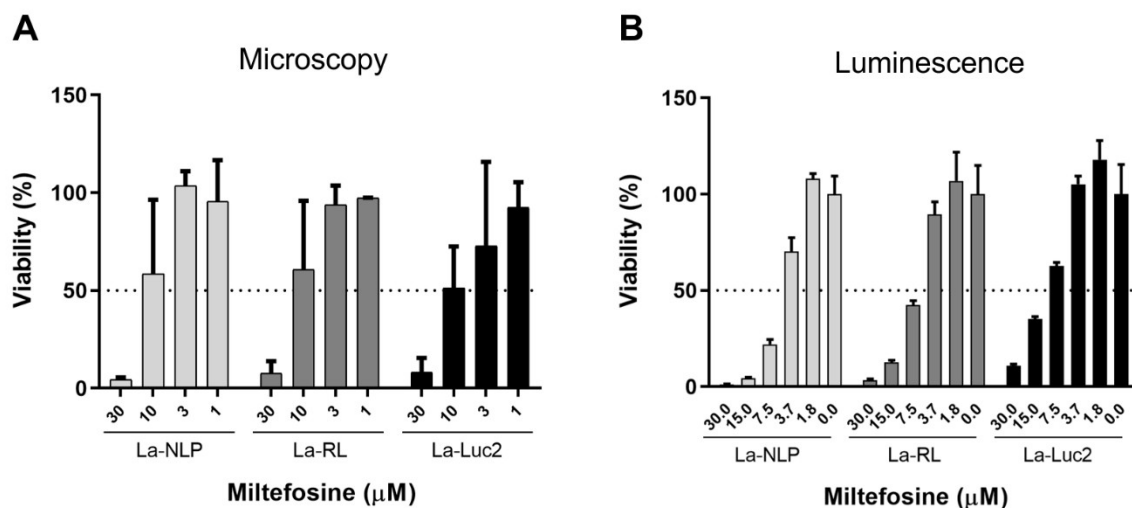 A
Microscopy
Viability (%)
150
100
50
0
30 10 3 1 30 10 3 1 30 10 3 1
La-NLP La-RL La-Luc2
Miltefosine (μM)
B
Luminescence
Viability (%)
150
100
50
0
30.0 15.0 7.5 3.7 1.8 0.0 30.0 15.0 7.5 3.7 1.8 0.0 30.0 15.0 7.5 3.7 1.8 0.0
La-NLP La-RL La-Luc2
Miltefosine (μM)